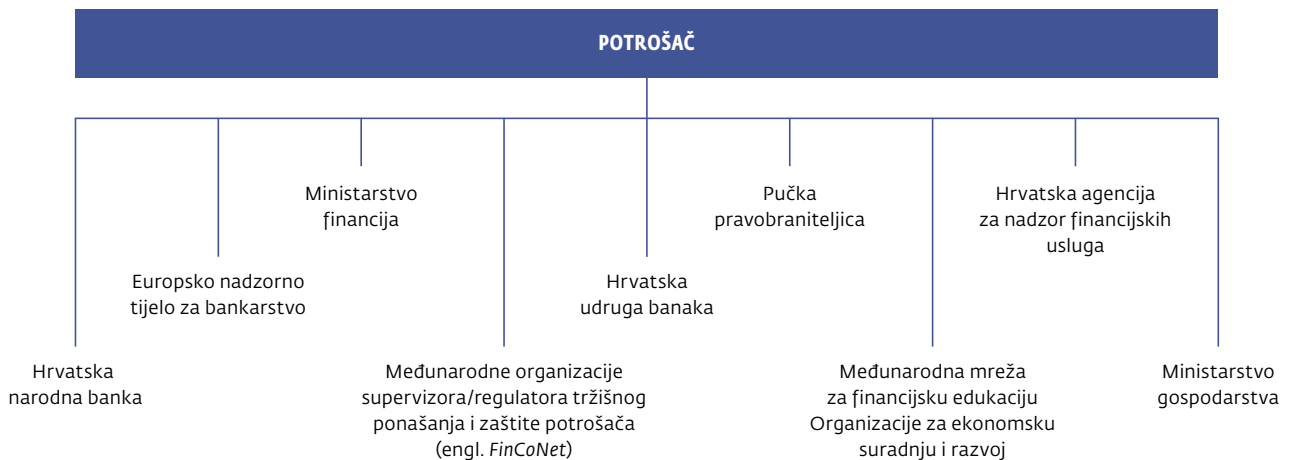 POTROŠAČ
Ministarstvo
financija
Pučka
pravobraniteljica
Hrvatska agencija
za nadzor financijskih
usluga
Europsko nadzorno
tijelo za bankarstvo
Hrvatska
udruga banaka
Hrvatska
narodna banka
Međunarodne organizacije
supervizora/regulatora tržišnog
ponašanja i zaštite potrošača
(engl. FinCoNet)
Međunarodna mreža
za financijsku edukaciju
Organizacije za ekonomsku
suradnju i razvoj
Ministarstvo
gospodarstva